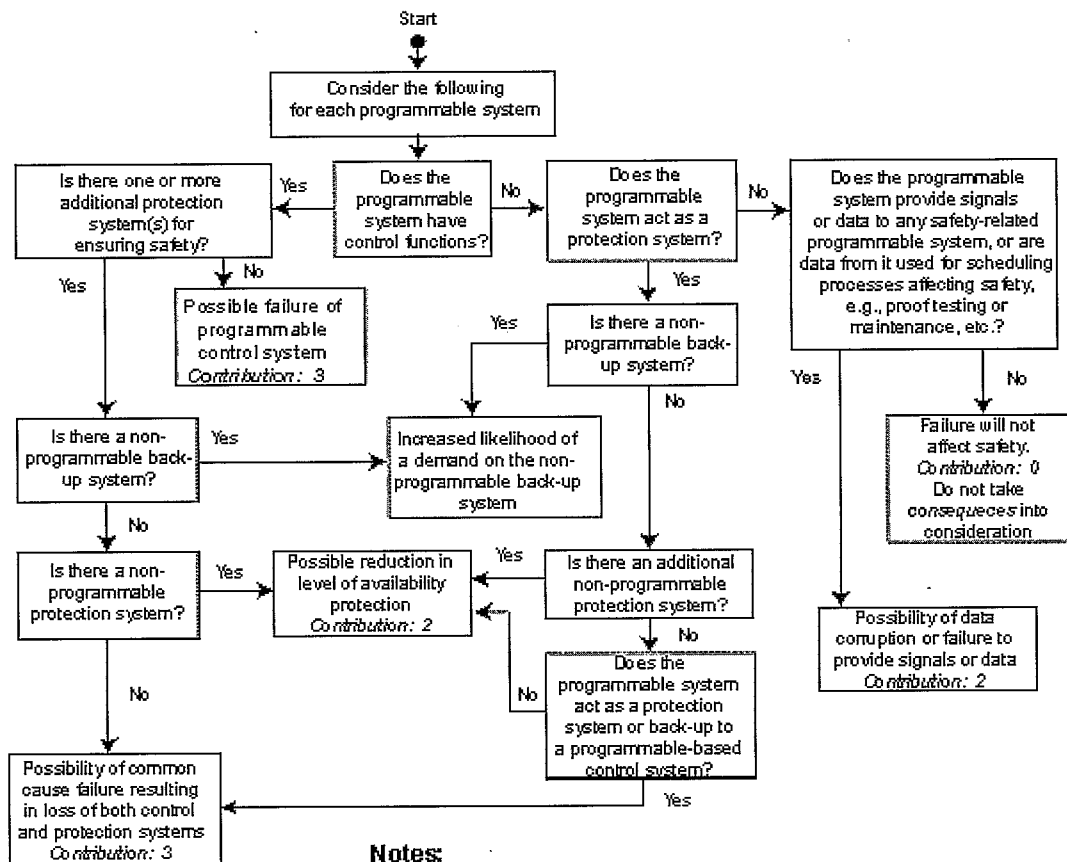 Start
Consider the following
for each programmable system
Is there one or more
additional protection
system(s) for
ensuring safety?
Yes
Does the
programmable
system have
control functions?
No
Does the
programmable
system act as a
protection system?
No
Does the programmable
system provide signals
or data to any safety-related
programmable system, or are
data from it used for scheduling
processes affecting safety,
e.g., proof testing or
maintenance, etc.?
Yes
No
Possible failure of
programmable
control system
Contribution: 3
Yes
Yes
Is there a non-
programmable back-
up system?
No
Yes
No
Is there a non-
programmable back-
up system?
Yes
Increased likelihood of
a demand on the non-
programmable back-up
system
Failure will not
affect safety.
Contribution: 0
Do not take
consequeces into
consideration
No
Is there a non-
programmable
protection system?
Yes
Possible reduction in
level of availability
protection
Contribution: 2
Yes
Is there an additional
non-programmable
protection system?
No
Possibility of data
corruption or failure to
provide signals or data
Contribution: 2
No
No
Does the
programmable system
act as a protection
system or back-up to
a programmable-based
control system?
Yes
Possibility of common
cause failure resulting
in loss of both control
and protection systems
Contribution: 3
Notes: